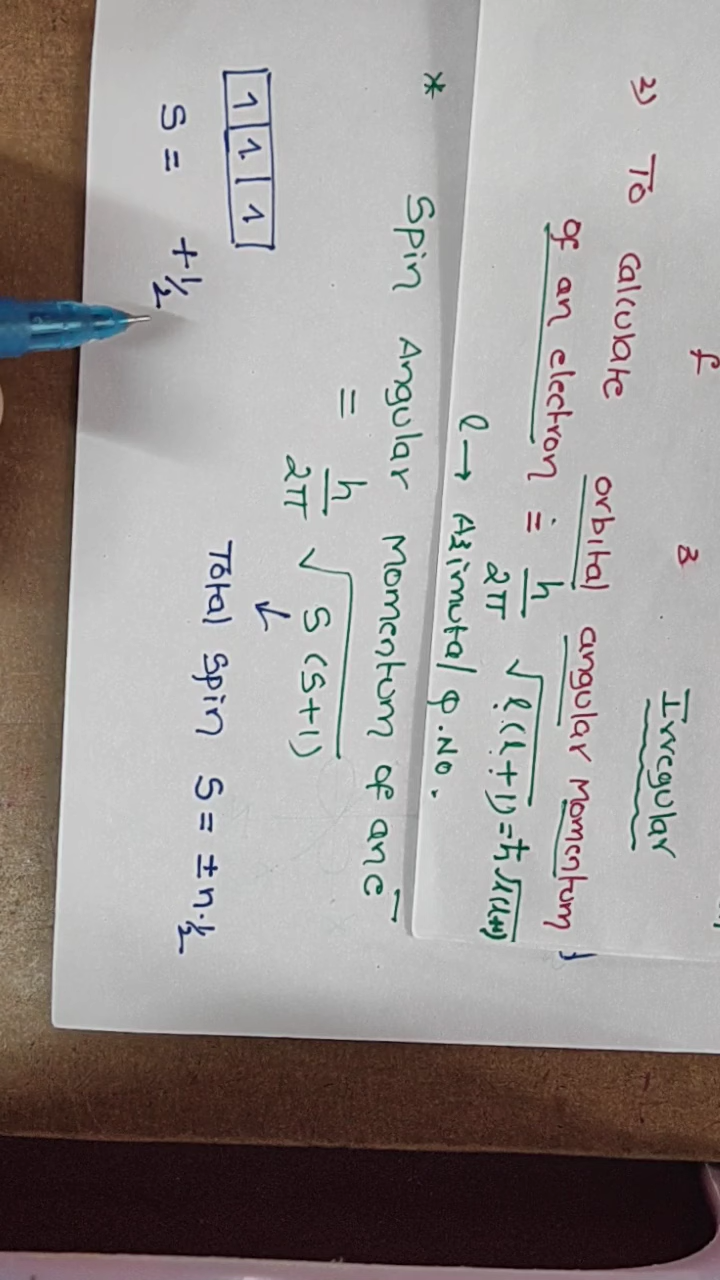 f
3
Irregular
2) To calculate orbital angular momentum
of an electron = h/2π √l(l+1) = ħ√l(l+1)
l → Azimutal Q.No.
* Spin Angular Momentum of an e⁻
= h/2π √S(S+1)
↓
Total spin S = ±n.½
1 1 1
S = +½